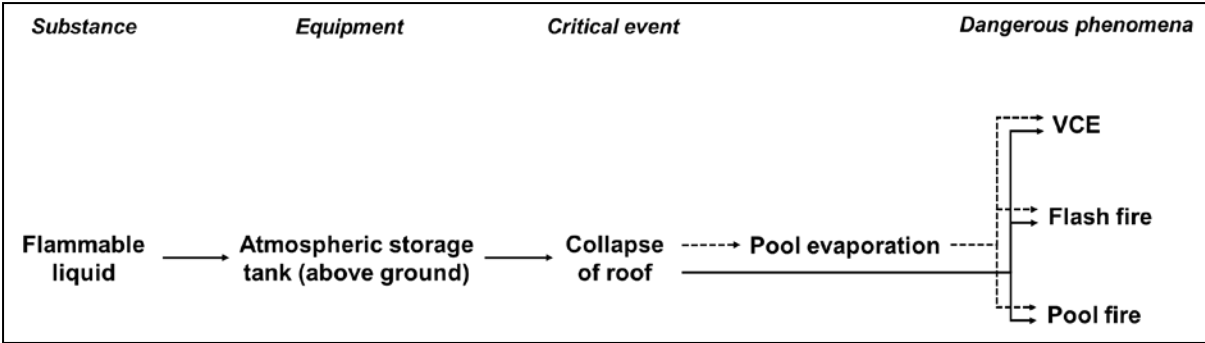 Substance Equipment Critical event Dangerous phenomena
VCE
Flash fire
Flammable liquid
Atmospheric storage tank (above ground)
Collapse of roof
Pool evaporation
Pool fire